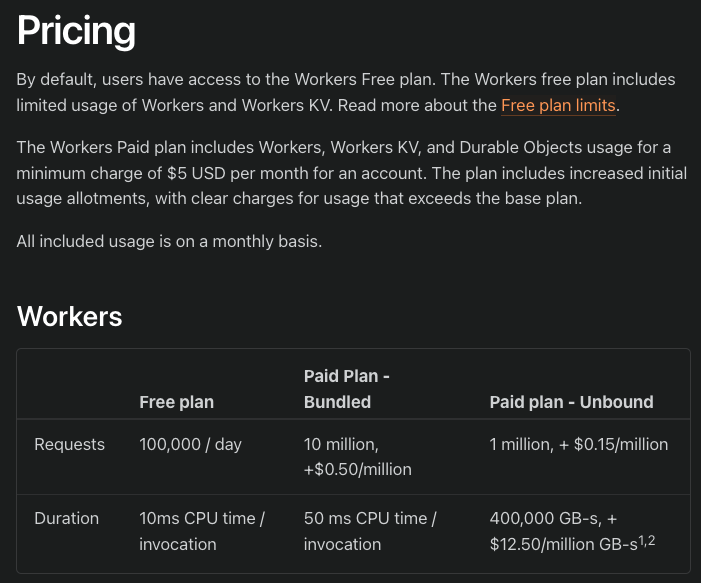 Pricing
By default, users have access to the Workers Free plan. The Workers free plan includes
limited usage of Workers and Workers KV. Read more about the Free plan limits.
The Workers Paid plan includes Workers, Workers KV, and Durable Objects usage for a
minimum charge of $5 USD per month for an account. The plan includes increased initial
usage allotments, with clear charges for usage that exceeds the base plan.
All included usage is on a monthly basis.
Workers
Free plan
Paid Plan -
Bundled
Paid plan - Unbound
Requests
100,000 / day
10 million,
+$0.50/million
1 million, + $0.15/million
Duration
10ms CPU time /
invocation
50 ms CPU time /
invocation
400,000 GB-s, +
$12.50/million GB-s1,2